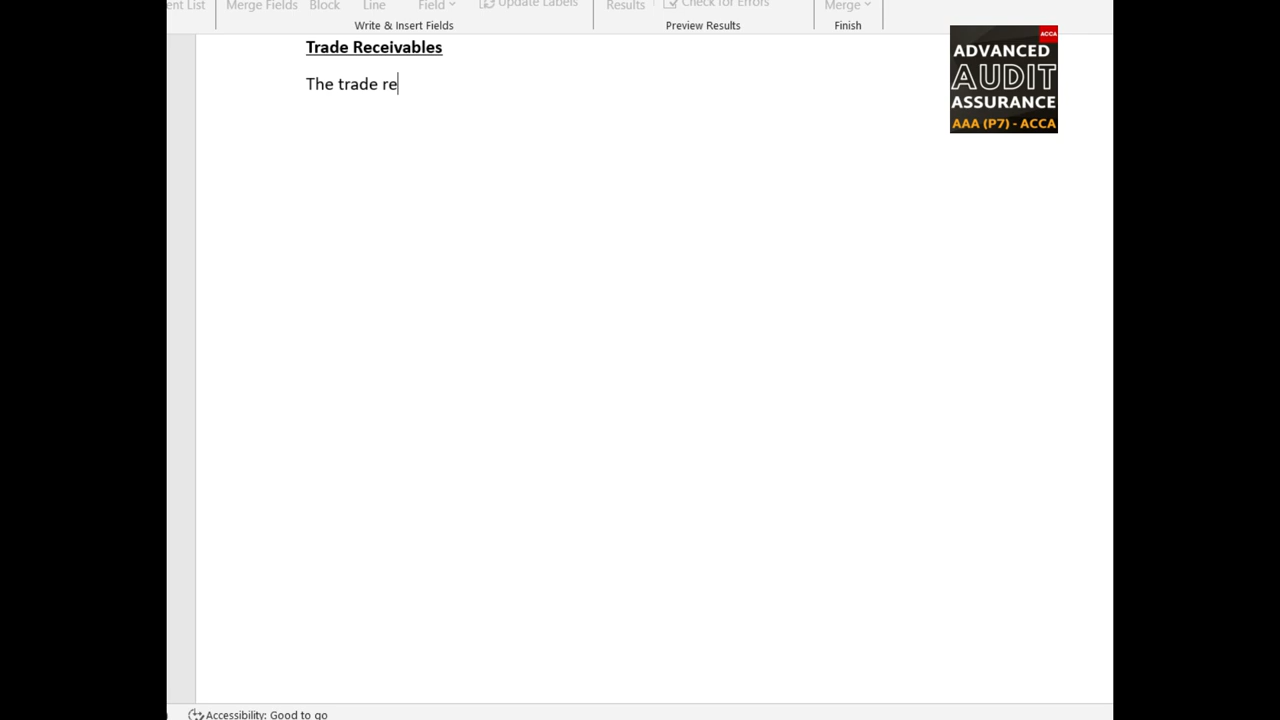 ent List
Merge Fields Block Line Field Update Labels Results Check for Errors Merge
Write & Insert Fields Preview Results Finish
Trade Receivables
The trade re
ACCA
ADVANCED
AUDIT
ASSURANCE
AAA (P7) - ACCA
Accessibility: Good to go